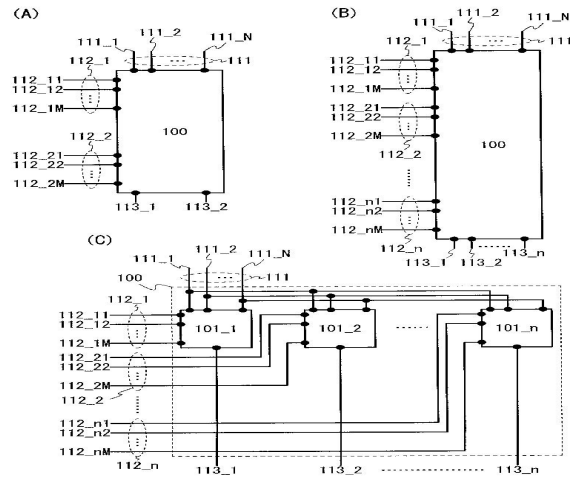 (A)
111_1
111_2
111_N
111
112_1
112_11
112_12
112_1M
100
112_2
112_21
112_22
112_2M
113_1
113_2
(B)
111_1
111_2
111_N
111
112_1
112_11
112_12
112_1M
112_21
112_22
112_2M
100
112_2
112_n1
112_n2
112_nM
112_n
113_1
113_2
113_n
(C)
111_1
111_2
111_N
111
100
112_1
112_11
112_12
112_1M
101_1
101_2
101_n
112_21
112_22
112_2M
112_2
112_n1
112_n2
112_nM
112_n
113_1
113_2
113_n